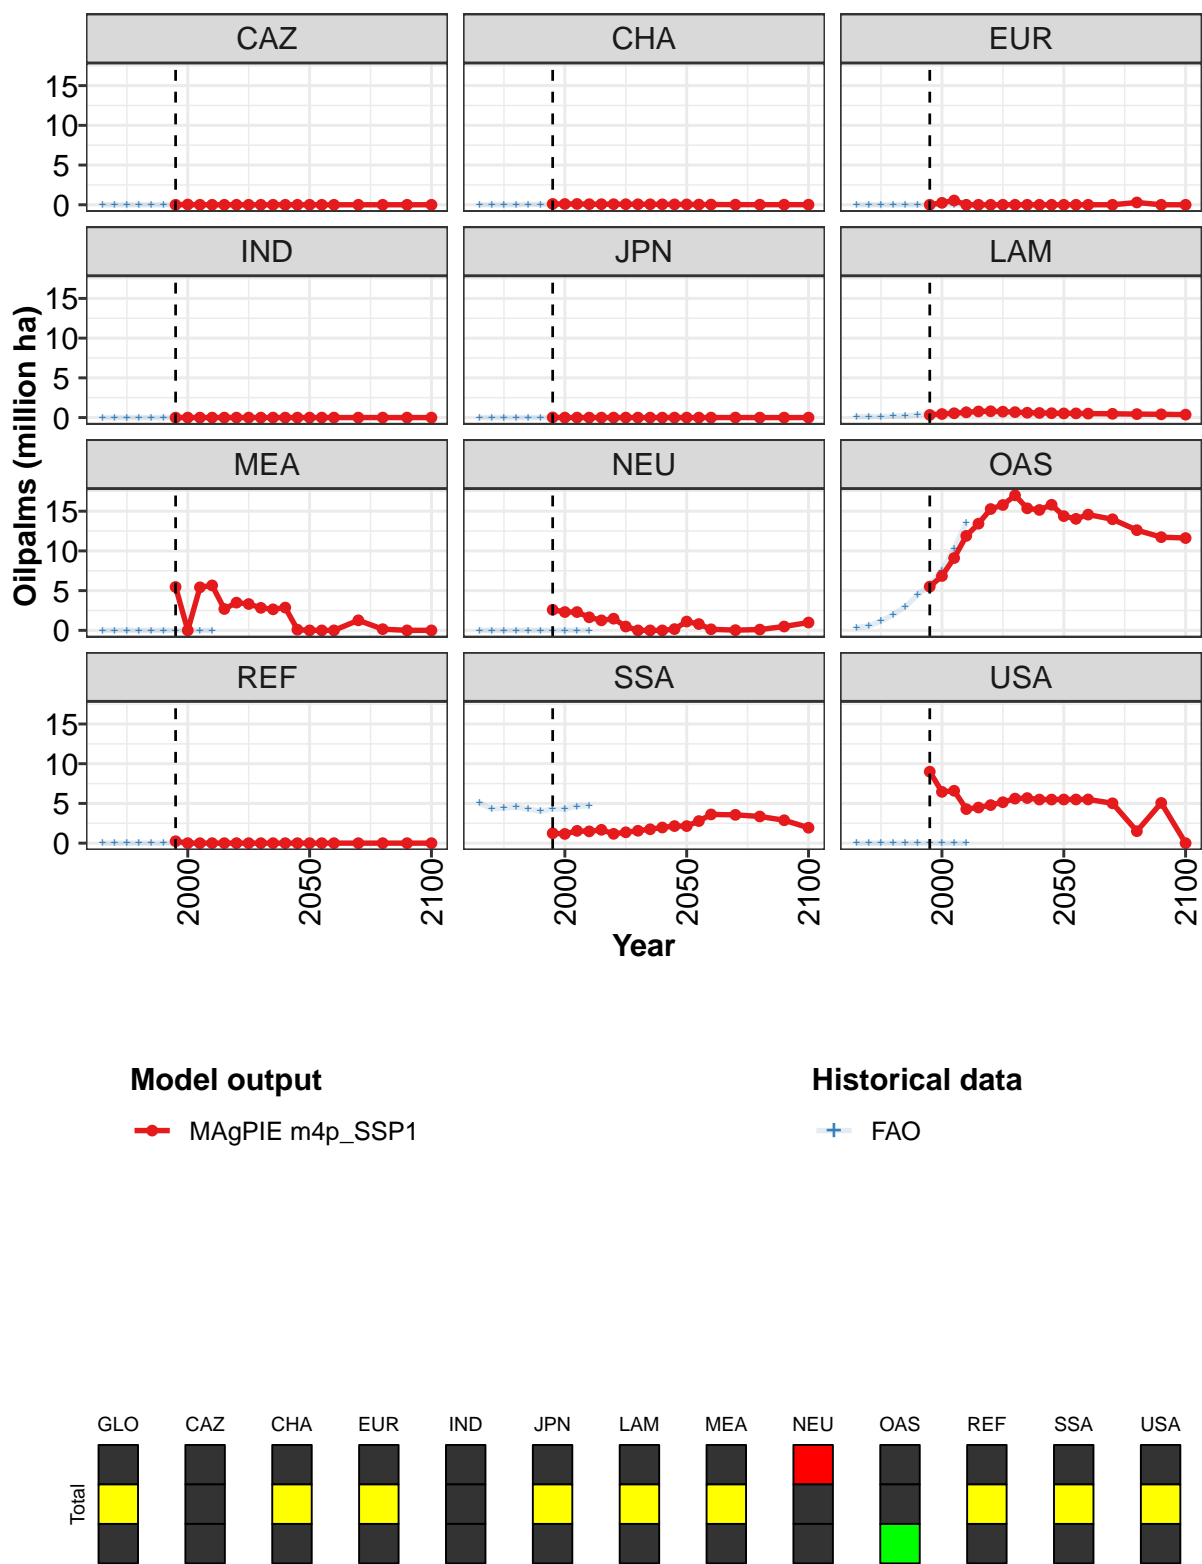 CAZ CHA EUR
15
10
5
0
IND JPN LAM
15
10
5
0
MEA NEU OAS
15
10
5
0
REF SSA USA
15
10
5
0
Oilpalms (million ha)
2000 2050 2100 2000 2050 2100 2000 2050 2100
Year
Model output Historical data
MAgPIE m4p_SSP1 FAO
GLO CAZ CHA EUR IND JPN LAM MEA NEU OAS REF SSA USA
Total